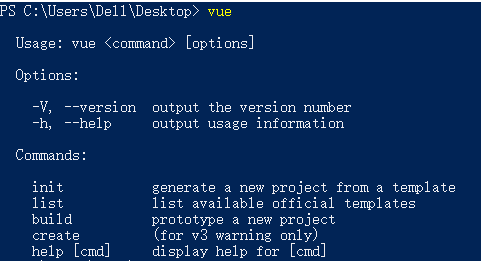 PS C:\Users\Dell\Desktop> vue
Usage: vue <command> [options]
Options:
-V, --version output the version number
-h, --help output usage information
Commands:
init generate a new project from a template
list list available official templates
build prototype a new project
create (for v3 warning only)
help [cmd] display help for [cmd]